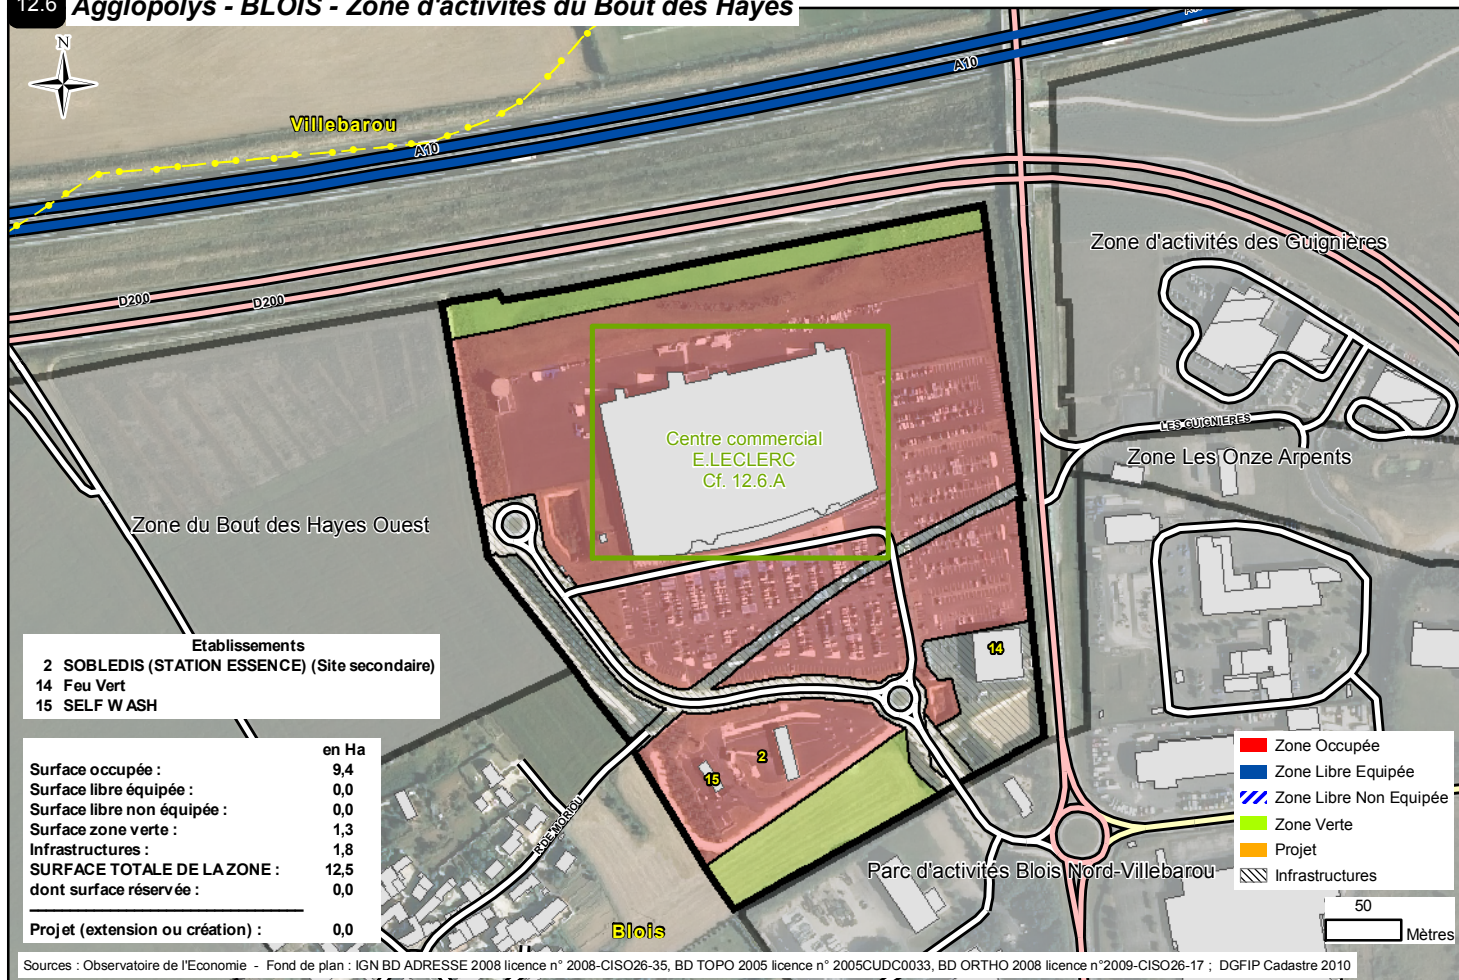 12.6 Agglopolys - BLOIS - Zone d'activités du Bout des Hayes
N
A10
Villebarou
A10
A10
Zone d'activités des Guignières
D200
D200
LES GUIGNIERES
Centre commercial
E.LECLERC
Cf. 12.6.A
Zone Les Onze Arpents
Zone du Bout des Hayes Ouest
Etablissements
2 SOBLEDIS (STATION ESSENCE) (Site secondaire)
14 Feu Vert
15 SELF WASH
14
2
15
R DE MORIOU
en Ha
Surface occupée : 9,4
Surface libre équipée : 0,0
Surface libre non équipée : 0,0
Surface zone verte : 1,3
Infrastructures : 1,8
SURFACE TOTALE DE LA ZONE : 12,5
dont surface réservée : 0,0
Projet (extension ou création) : 0,0
Zone Occupée
Zone Libre Equipée
Zone Libre Non Equipée
Zone Verte
Projet
Infrastructures
Parc d'activités Blois Nord-Villebarou
Blois
50
Mètres
Sources : Observatoire de l'Economie - Fond de plan : IGN BD ADRESSE 2008 licence n° 2008-CISO26-35, BD TOPO 2005 licence n° 2005CUDC0033, BD ORTHO 2008 licence n°2009-CISO26-17 ; DGFIP Cadastre 2010